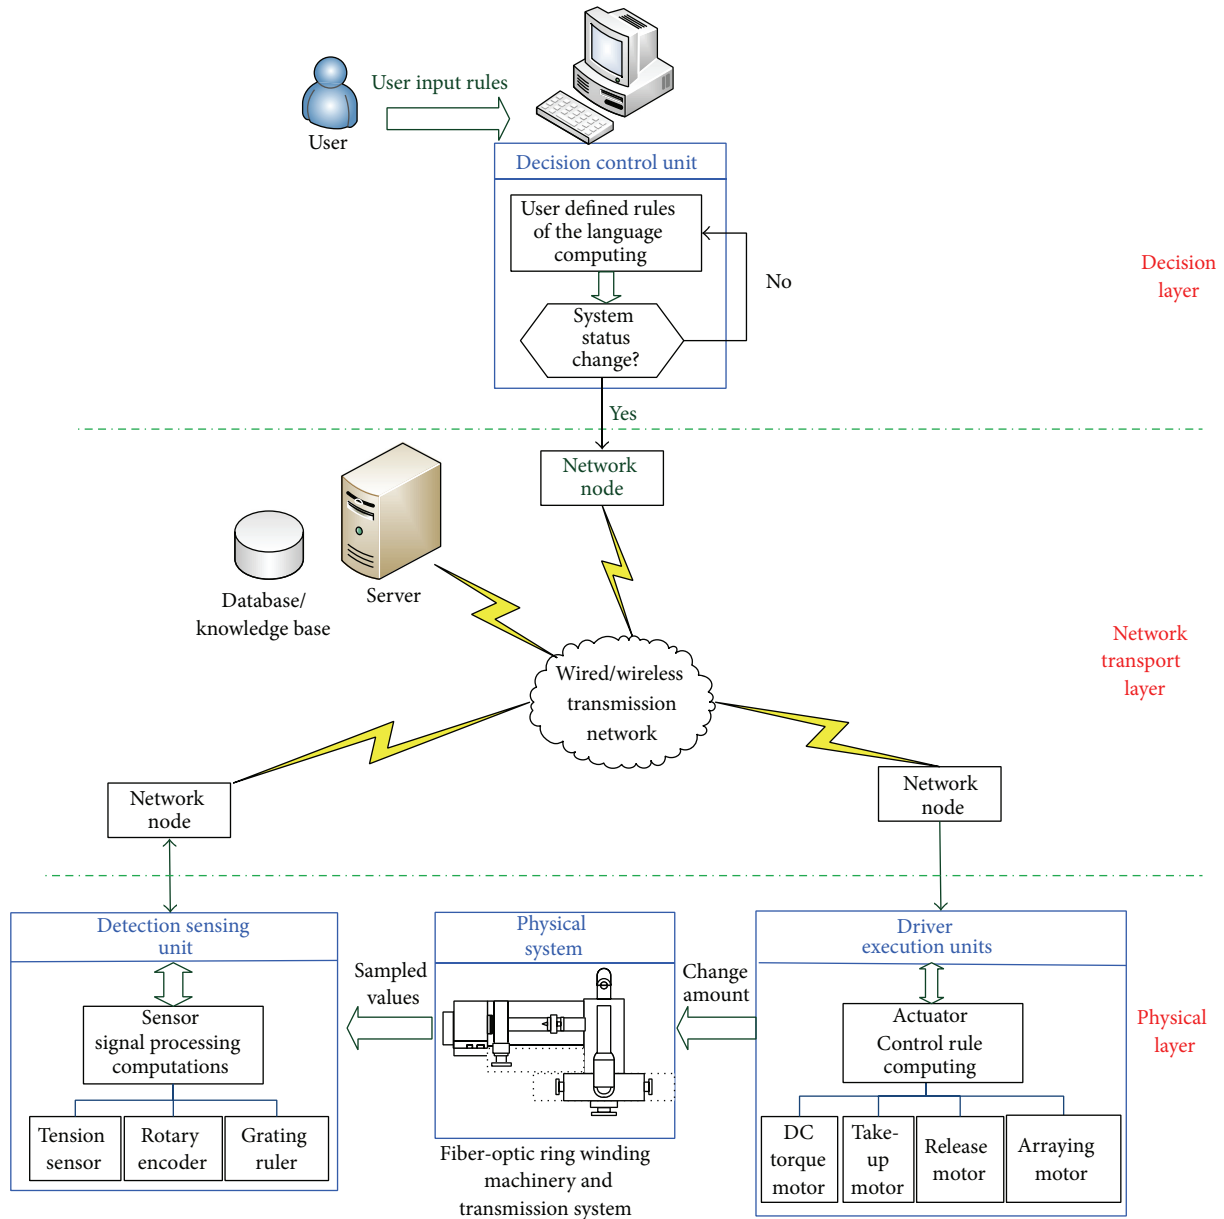 User input rules
User
Decision control unit
User defined rules
of the language
computing
No
System
status
change?
Decision
layer
Yes
Network
node
Server
Database/
knowledge base
Wired/wireless
transmission
network
Network
transport
layer
Network
node
Network
node
Detection sensing
unit
Sensor
signal processing
computations
Tension
sensor
Rotary
encoder
Grating
ruler
Sampled
values
Physical
system
Fiber-optic ring winding
machinery and
transmission system
Change
amount
Driver
execution units
Actuator
Control rule
computing
DC
torque
motor
Take-
up
motor
Release
motor
Arraying
motor
Physical
layer